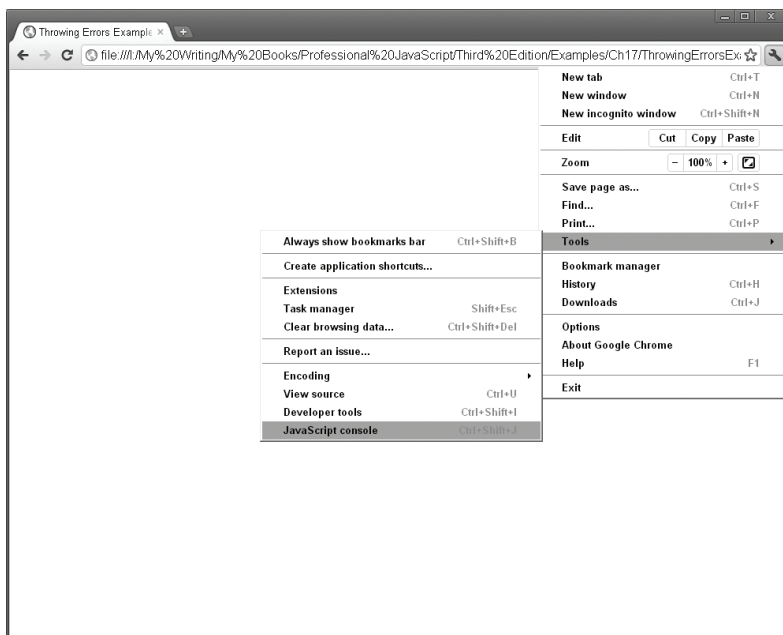 Throwing Errors Example
file:///I:/My%20Writing/My%20Books/Professional%20JavaScript/Third%20Edition/Examples/Ch17/ThrowingErrorsExa
New tab Ctrl+T
New window Ctrl+N
New incognito window Ctrl+Shift+N
Edit Cut Copy Paste
Zoom − 100% +
Save page as... Ctrl+S
Find... Ctrl+F
Print... Ctrl+P
Tools
Bookmark manager
History Ctrl+H
Downloads Ctrl+J
Options
About Google Chrome
Help F1
Exit
Always show bookmarks bar Ctrl+Shift+B
Create application shortcuts...
Extensions
Task manager Shift+Esc
Clear browsing data... Ctrl+Shift+Del
Report an issue...
Encoding
View source Ctrl+U
Developer tools Ctrl+Shift+I
JavaScript console Ctrl+Shift+J